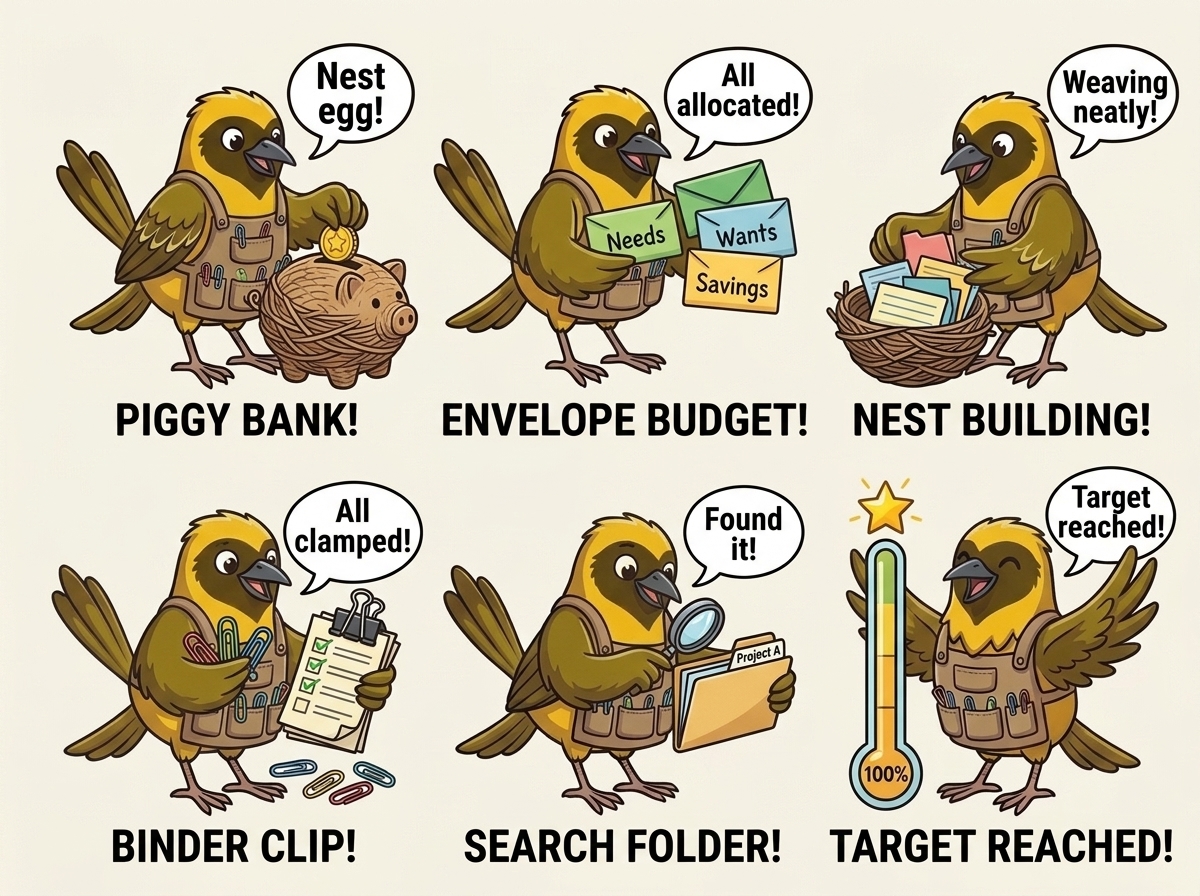 Nest
egg!
PIGGY BANK!
All
allocated!
Needs
Wants
Savings
ENVELOPE BUDGET!
Weaving
neatly!
NEST BUILDING!
All
clamped!
BINDER CLIP!
Found
it!
Project A
SEARCH FOLDER!
Target
reached!
100%
TARGET REACHED!